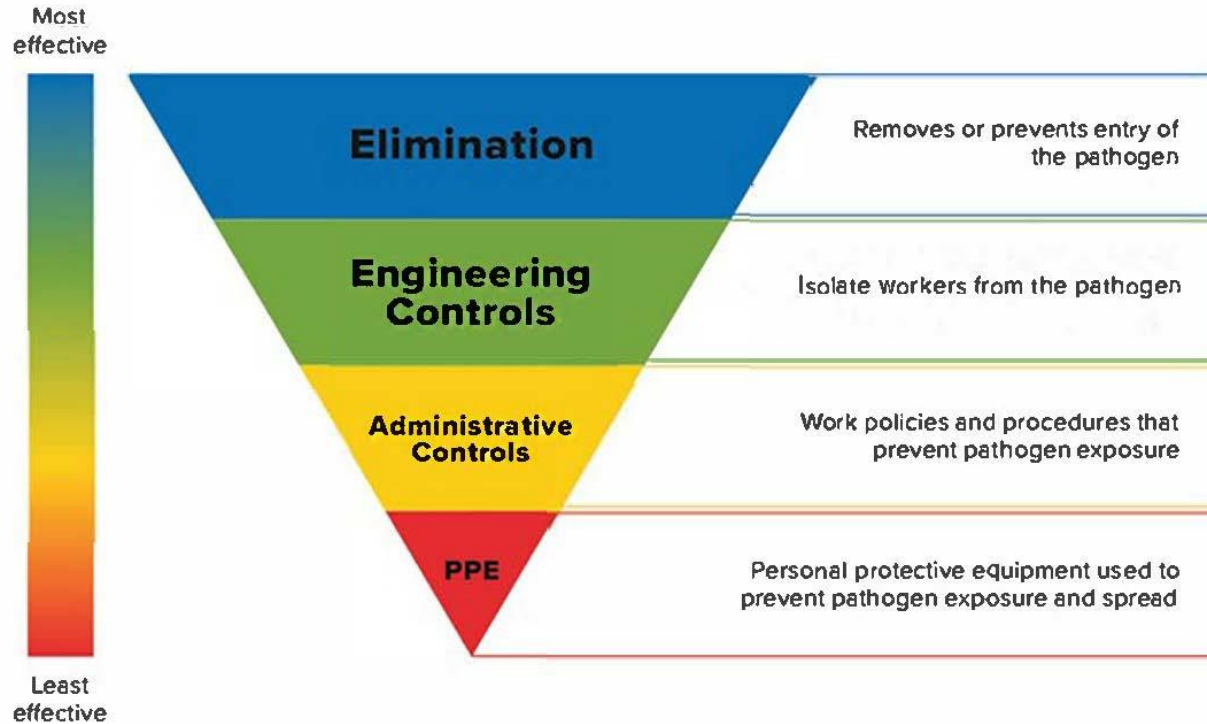 Most
effective
Elimination
Removes or prevents entry of
the pathogen
Engineering
Controls
Isolate workers from the pathogen
Administrative
Controls
Work policies and procedures that
prevent pathogen exposure
PPE
Personal protective equipment used to
prevent pathogen exposure and spread
Least
effective